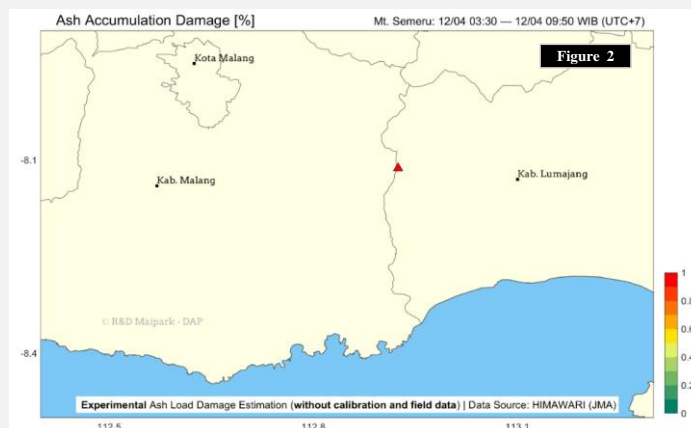 Ash Accumulation Damage [%]
Mt. Semeru: 12/04 03:30 — 12/04 09:50 WIB (UTC+7)
Figure 2
Kota Malang
-8.1
Kab. Malang
Kab. Lumajang
© R&D Maipark - DAP
1
0.8
0.6
0.4
0.2
0
-8.4
Experimental Ash Load Damage Estimation (without calibration and field data) | Data Source: HIMAWARI (JMA)
112.5
112.8
113.1